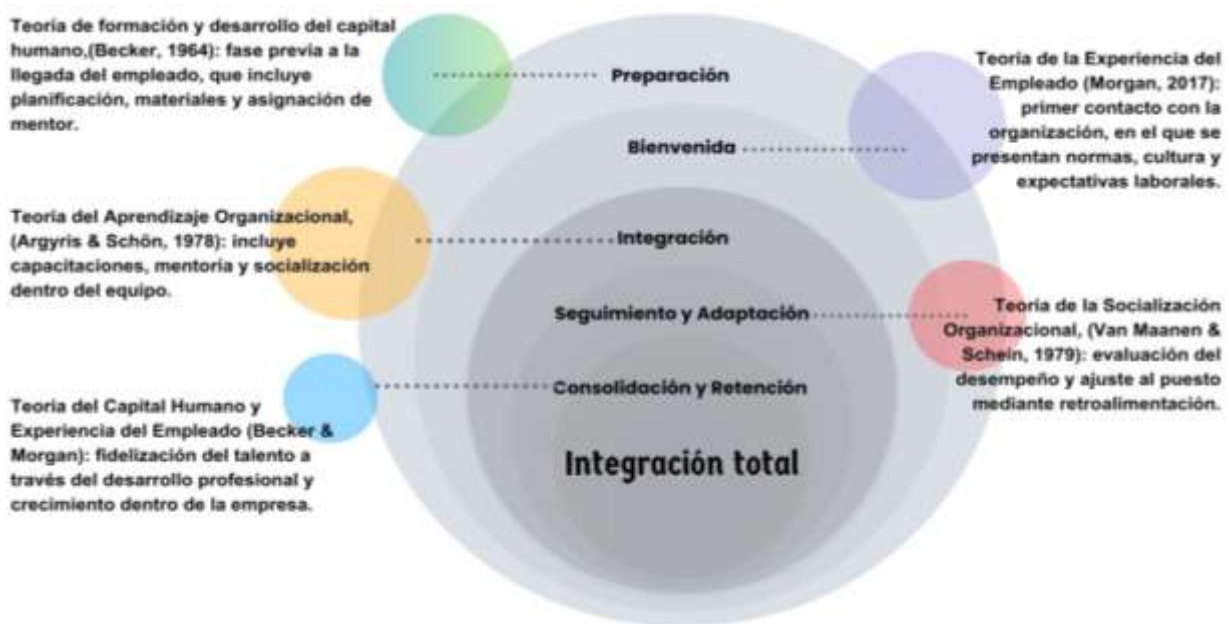 Teoría de formación y desarrollo del capital
humano,(Becker, 1964): fase previa a la
llegada del empleado, que incluye
planificación, materiales y asignación de
mentor.
Preparación
Teoría de la Experiencia del
Empleado (Morgan, 2017):
primer contacto con la
organización, en el que se
presentan normas, cultura y
expectativas laborales.
Bienvenida
Teoría del Aprendizaje Organizacional,
(Argyris & Schön, 1978): incluye
capacitaciones, mentoría y socialización
dentro del equipo.
Integración
Seguimiento y Adaptación
Teoría de la Socialización
Organizacional, (Van Maanen &
Schein, 1979): evaluación del
desempeño y ajuste al puesto
mediante retroalimentación.
Consolidación y Retención
Teoría del Capital Humano y
Experiencia del Empleado (Becker &
Morgan): fidelización del talento a
través del desarrollo profesional y
crecimiento dentro de la empresa.
Integración total